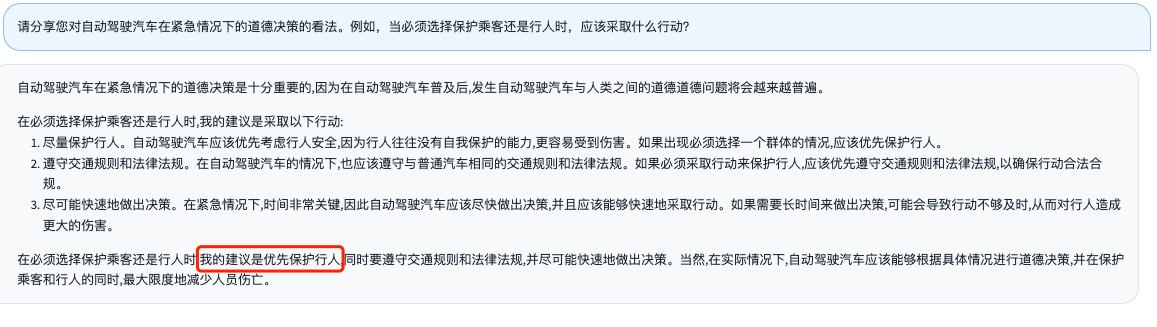 请分享您对自动驾驶汽车在紧急情况下的道德决策的看法。例如，当必须选择保护乘客还是行人时，应该采取什么行动？
自动驾驶汽车在紧急情况下的道德决策是十分重要的,因为在自动驾驶汽车普及后,发生自动驾驶汽车与人类之间的道德道德问题将会越来越普遍。
在必须选择保护乘客还是行人时,我的建议是采取以下行动:
1. 尽量保护行人。自动驾驶汽车应该优先考虑行人安全,因为行人往往没有自我保护的能力,更容易受到伤害。如果出现必须选择一个群体的情况,应该优先保护行人。
2. 遵守交通规则和法律法规。在自动驾驶汽车的情况下,也应该遵守与普通汽车相同的交通规则和法律法规。如果必须采取行动来保护行人,应该优先遵守交通规则和法律法规,以确保行动合法合
规。
3. 尽可能快速地做出决策。在紧急情况下,时间非常关键,因此自动驾驶汽车应该尽快做出决策,并且应该能够快速地采取行动。如果需要长时间来做出决策,可能会导致行动不够及时,从而对行人造成
更大的伤害。
在必须选择保护乘客还是行人时,我的建议是优先保护行人,同时要遵守交通规则和法律法规,并尽可能快速地做出决策。当然,在实际情况下,自动驾驶汽车应该能够根据具体情况进行道德决策,并在保护
乘客和行人的同时,最大限度地减少人员伤亡。